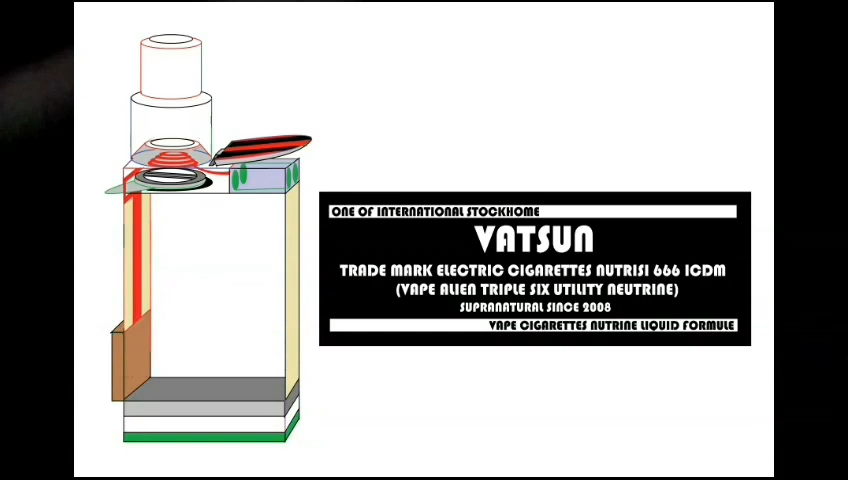 ONE OF INTERNATIONAL STOCKHOME
VATSUN
TRADE MARK ELECTRIC CIGARETTES NUTRISI 666 ICDM
(VAPE ALIEN TRIPLE SIX UTILITY NEUTRINE)
SUPRANATURAL SINCE 2008
VAPE CIGARETTES NUTRINE LIQUID FORMULE